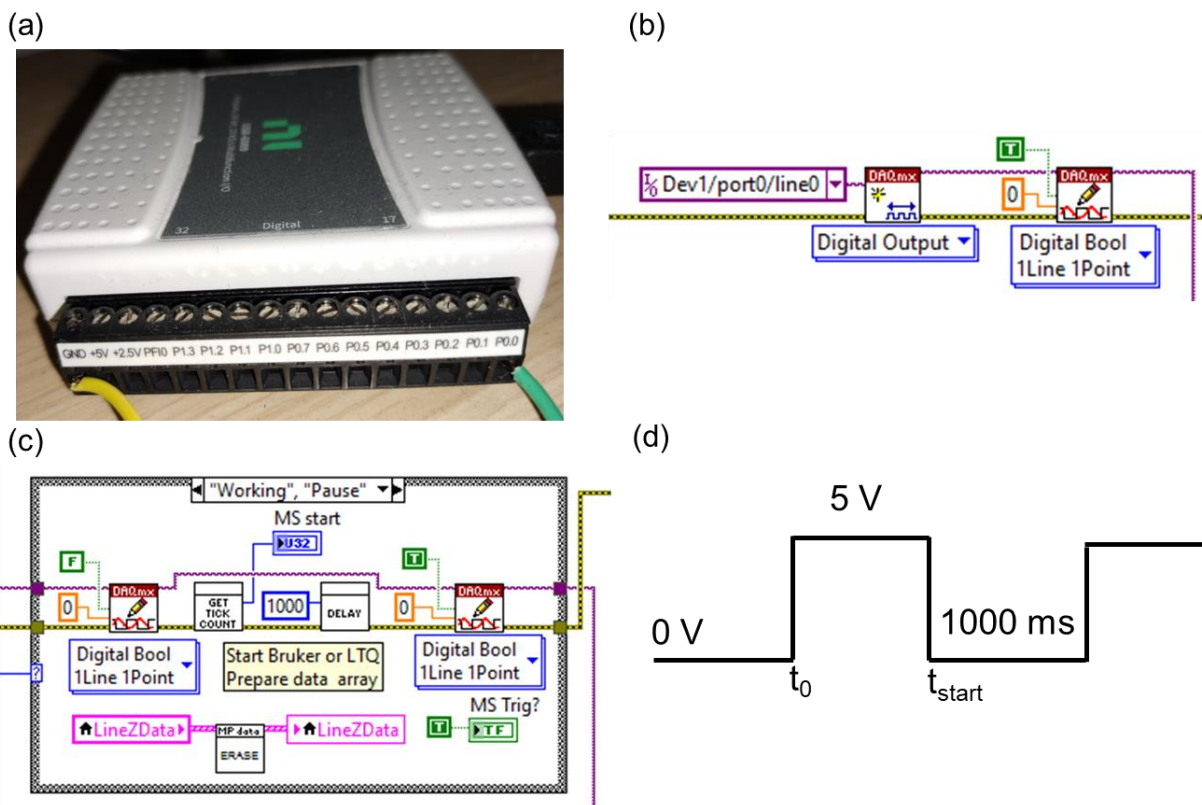 (a)
32
Digital
17
GND +5V +2.5V PFI0 P1.3 P1.2 P1.1 P1.0 P0.7 P0.6 P0.5 P0.4 P0.3 P0.2 P0.1 P0.0
(b)
I/0 Dev1/port0/line0
DAQmx
Digital Output
T
0
DAQmx
Digital Bool
1Line 1Point
(c)
"Working", "Pause"
MS start
U32
F
0
DAQmx
Digital Bool
1Line 1Point
GET
TICK
COUNT
1000
DELAY
T
0
DAQmx
Digital Bool
1Line 1Point
Start Bruker or LTQ
Prepare data array
?
LineZData
MP data
ERASE
LineZData
MS Trig?
T
TF
(d)
5 V
0 V
1000 ms
t0
tstart